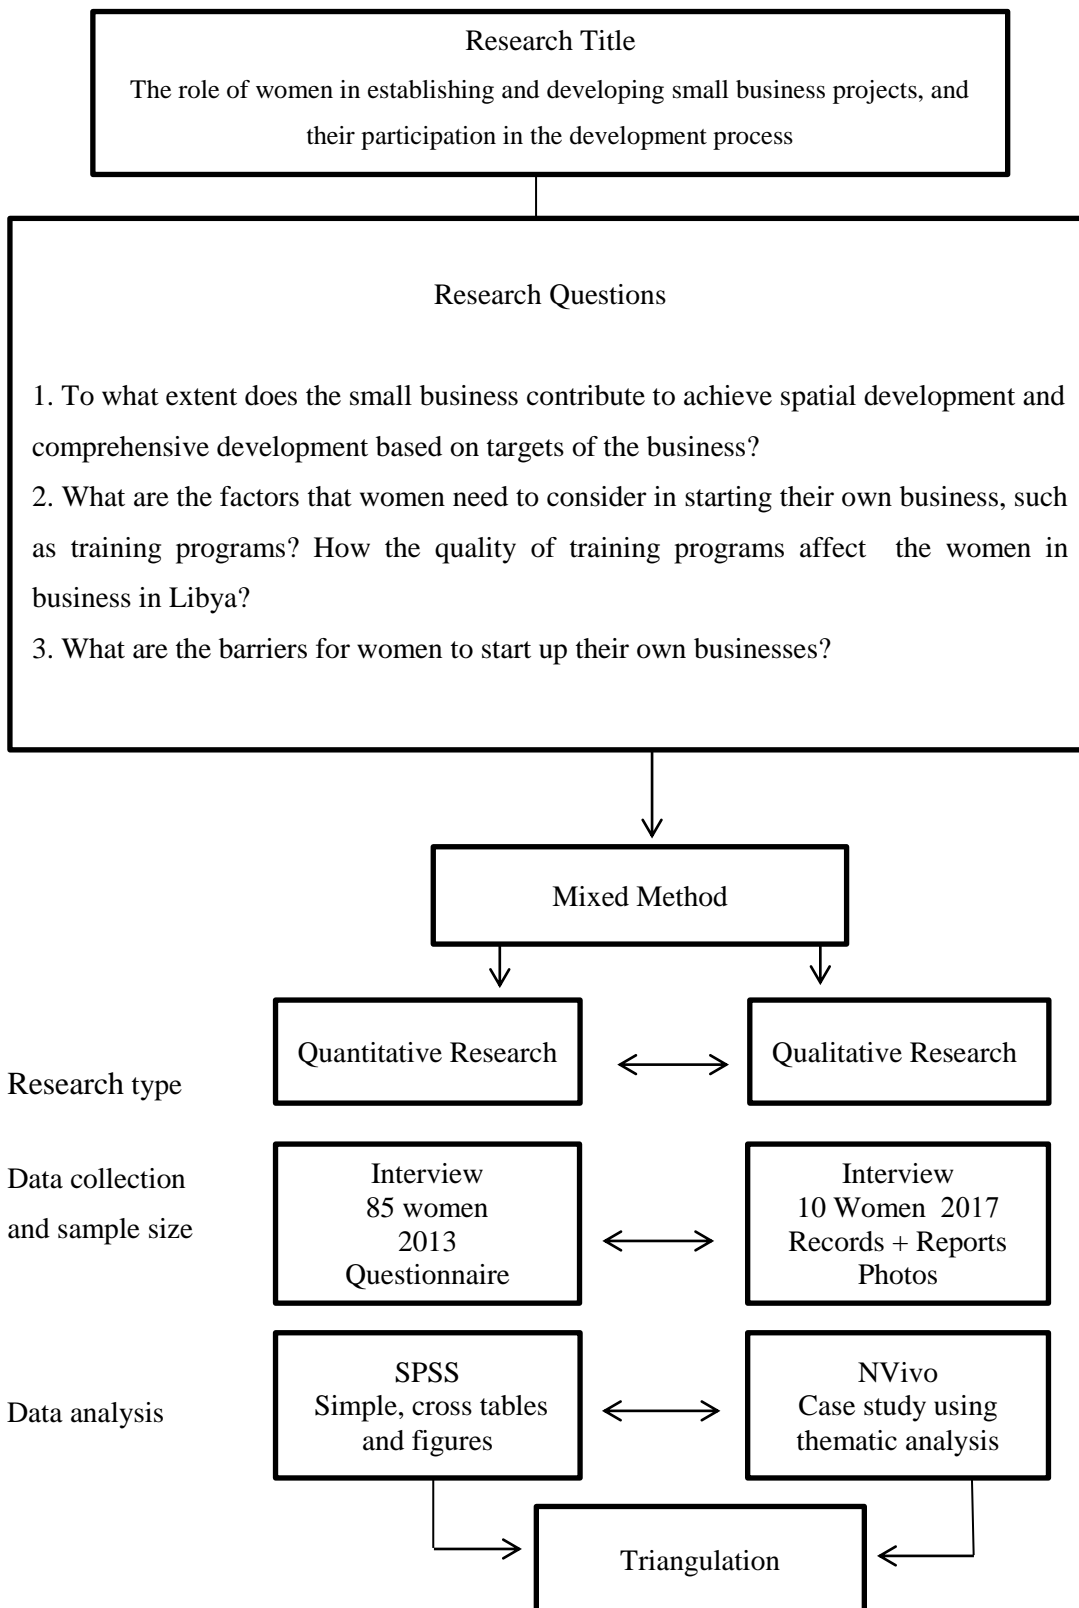 Research Title
The role of women in establishing and developing small business projects, and
their participation in the development process
Research Questions
1. To what extent does the small business contribute to achieve spatial development and
comprehensive development based on targets of the business?
2. What are the factors that women need to consider in starting their own business, such
as training programs? How the quality of training programs affect the women in
business in Libya?
3. What are the barriers for women to start up their own businesses?
Mixed Method
Quantitative Research
Qualitative Research
Research type
Data collection
and sample size
Interview
85 women
2013
Questionnaire
Interview
10 Women 2017
Records + Reports
Photos
Data analysis
SPSS
Simple, cross tables
and figures
NVivo
Case study using
thematic analysis
Triangulation